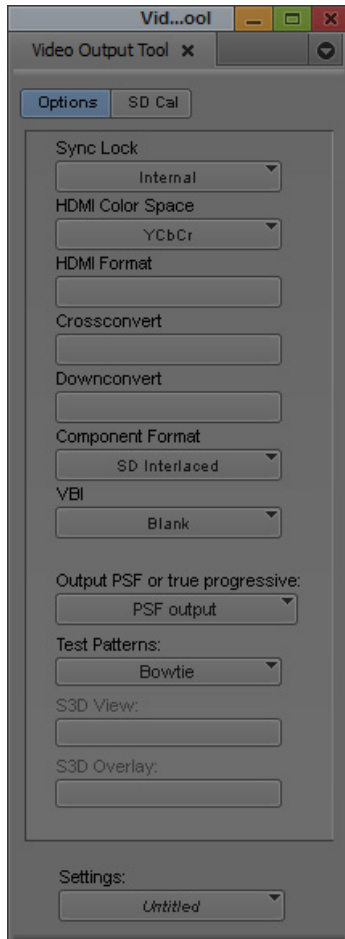 Vid...ool
Video Output Tool
Options SD Cal
Sync Lock
Internal
HDMI Color Space
YCbCr
HDMI Format
Crossconvert
Downconvert
Component Format
SD Interlaced
VBI
Blank
Output PSF or true progressive:
PSF output
Test Patterns:
Bowtie
S3D View:
S3D Overlay:
Settings:
Untitled